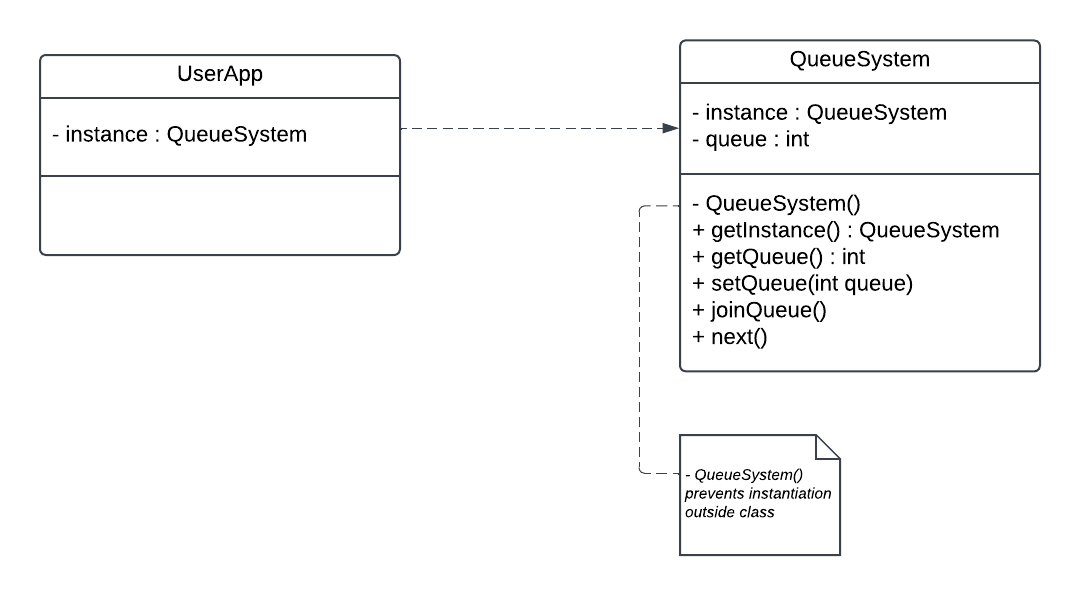 UserApp
- instance : QueueSystem
QueueSystem
- instance : QueueSystem
- queue : int
- QueueSystem()
+ getInstance() : QueueSystem
+ getQueue() : int
+ setQueue(int queue)
+ joinQueue()
+ next()
- QueueSystem()
prevents instantiation
outside class